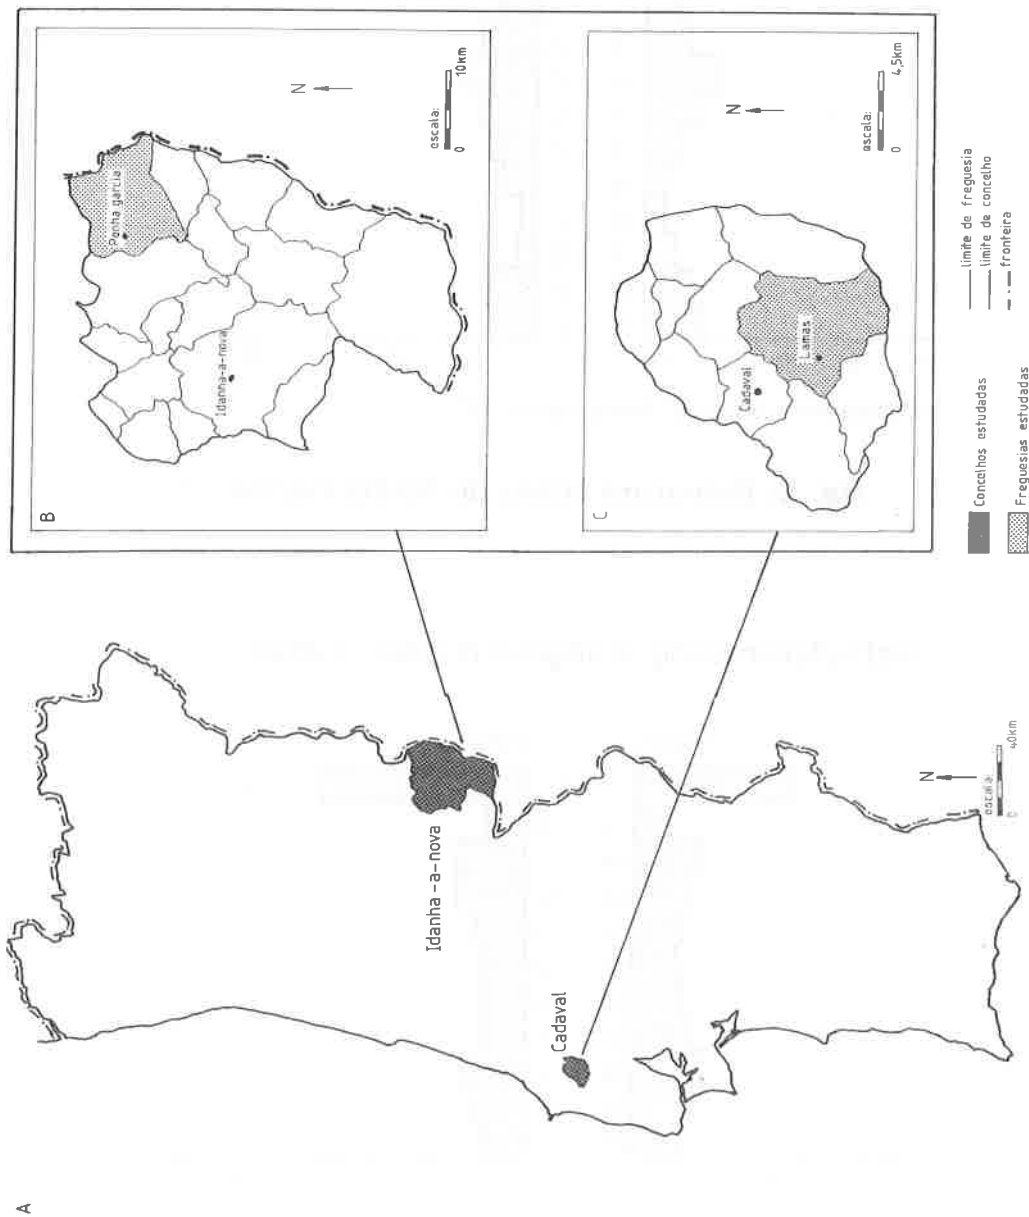 A
Idanha-a-nova
Cadaval
N
escala:
0 40km
B
Penha garcia
Idanha-a-nova
N
escala:
0 10km
C
Cadaval
Lamas
N
escala:
0 4,5km
Concelhos estudadas
Freguesias estudadas
limite de freguesia
limite de concelho
fronteira